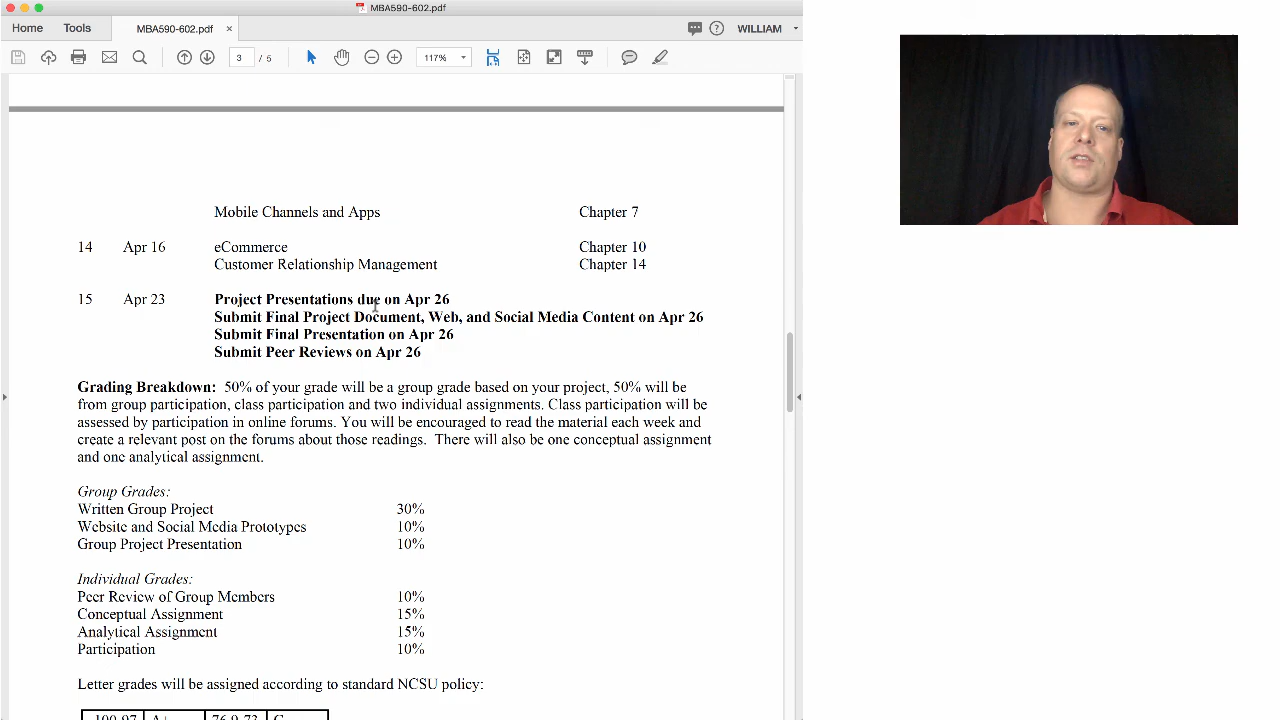 MBA590-602.pdf
Home Tools MBA590-602.pdf × ? WILLIAM
3 / 5 117%
Mobile Channels and Apps Chapter 7
14 Apr 16 eCommerce Chapter 10
Customer Relationship Management Chapter 14
15 Apr 23 Project Presentations due on Apr 26
Submit Final Project Document, Web, and Social Media Content on Apr 26
Submit Final Presentation on Apr 26
Submit Peer Reviews on Apr 26
Grading Breakdown: 50% of your grade will be a group grade based on your project, 50% will be
from group participation, class participation and two individual assignments. Class participation will be
assessed by participation in online forums. You will be encouraged to read the material each week and
create a relevant post on the forums about those readings. There will also be one conceptual assignment
and one analytical assignment.
Group Grades:
Written Group Project 30%
Website and Social Media Prototypes 10%
Group Project Presentation 10%
Individual Grades:
Peer Review of Group Members 10%
Conceptual Assignment 15%
Analytical Assignment 15%
Participation 10%
Letter grades will be assigned according to standard NCSU policy:
100-97 A+ 76.9-73 C